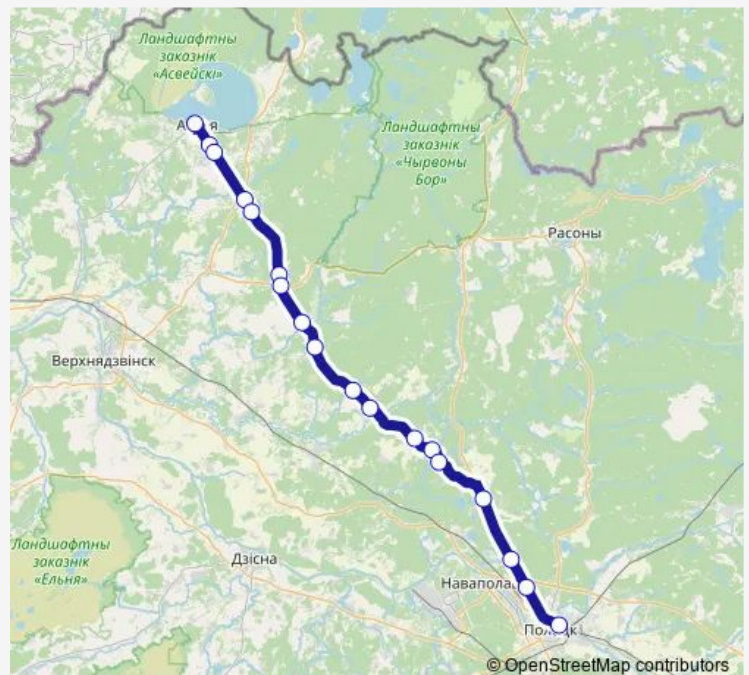 Ландшафтны
заказнік
«Асвейскі»
Ландшафтны
заказнік
«Чырвоны
Бор»
Расоны
Верхнядзвінск
Ландшафтны
заказнік
«Ельня»
Дзісна
© OpenStreetMap contributors